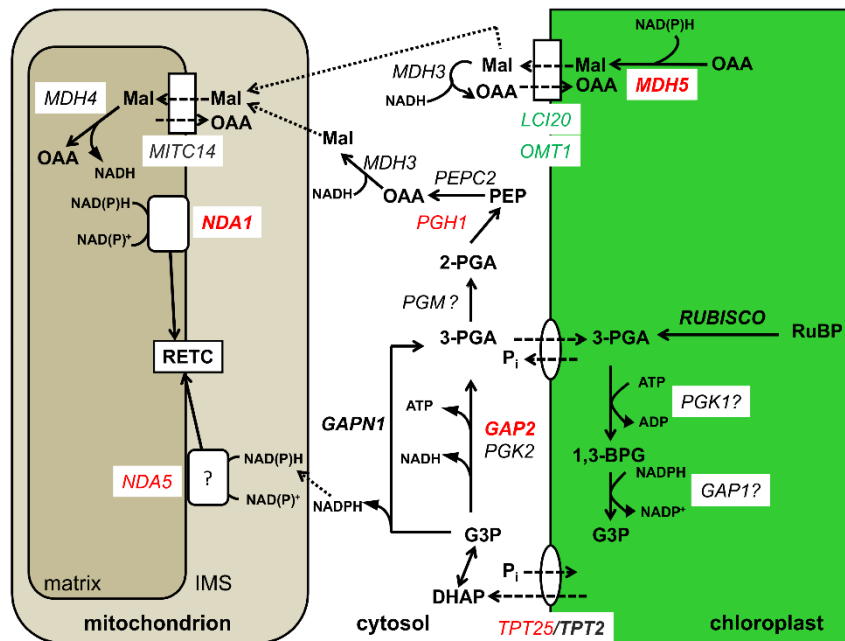 NAD(P)H
MDH3
Mal
Mal
OAA
NADH
OAA
OAA
MDH5
LCI20
OMT1
MDH4
Mal
Mal
OAA
OAA
NADH
MITC14
Mal
MDH3
NADH
OAA
PEPC2
PEP
PGH1
2-PGA
PGM?
NAD(P)H
NAD(P)+
NDA1
RETC
3-PGA
Pi
3-PGA
RUBISCO
RuBP
ATP
ADP
PGK1?
1,3-BPG
NADPH
NADP+
GAP1?
G3P
GAPN1
ATP
NADH
GAP2
PGK2
NDA5
?
NAD(P)H
NAD(P)+
NADPH
G3P
Pi
DHAP
TPT25/TPT2
matrix
IMS
mitochondrion
cytosol
chloroplast